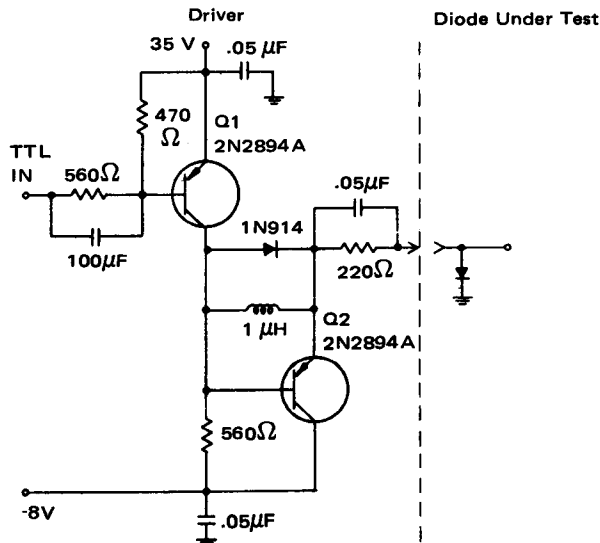 Driver
Diode Under Test
35 V
.05 µF
470
Ω
Q1
2N2894A
TTL
IN
560Ω
100µF
1N914
.05µF
220Ω
1 µH
Q2
2N2894A
560Ω
-8V
.05µF